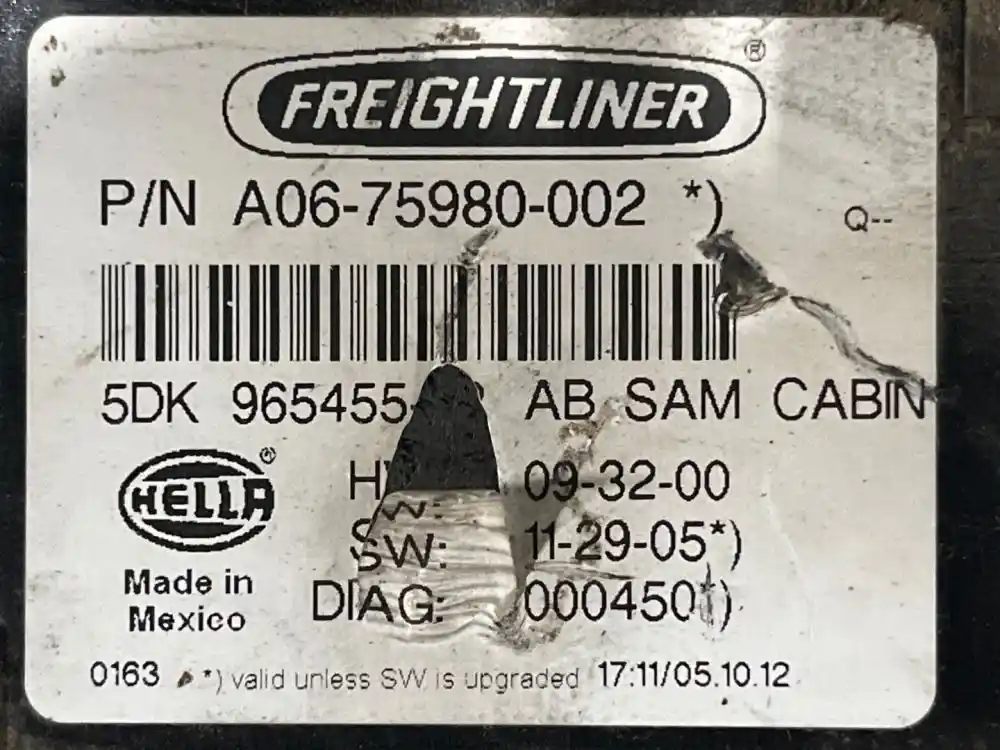 FREIGHTLINER ®
P/N A06-75980-002 *)
Q--
5DK 965455- AB SAM CABIN
HELLA ®
09-32-00
SW: 11-29-05*)
DIAG: 000450*)
Made in
Mexico
0163 *) valid unless SW is upgraded 17:11/05.10.12